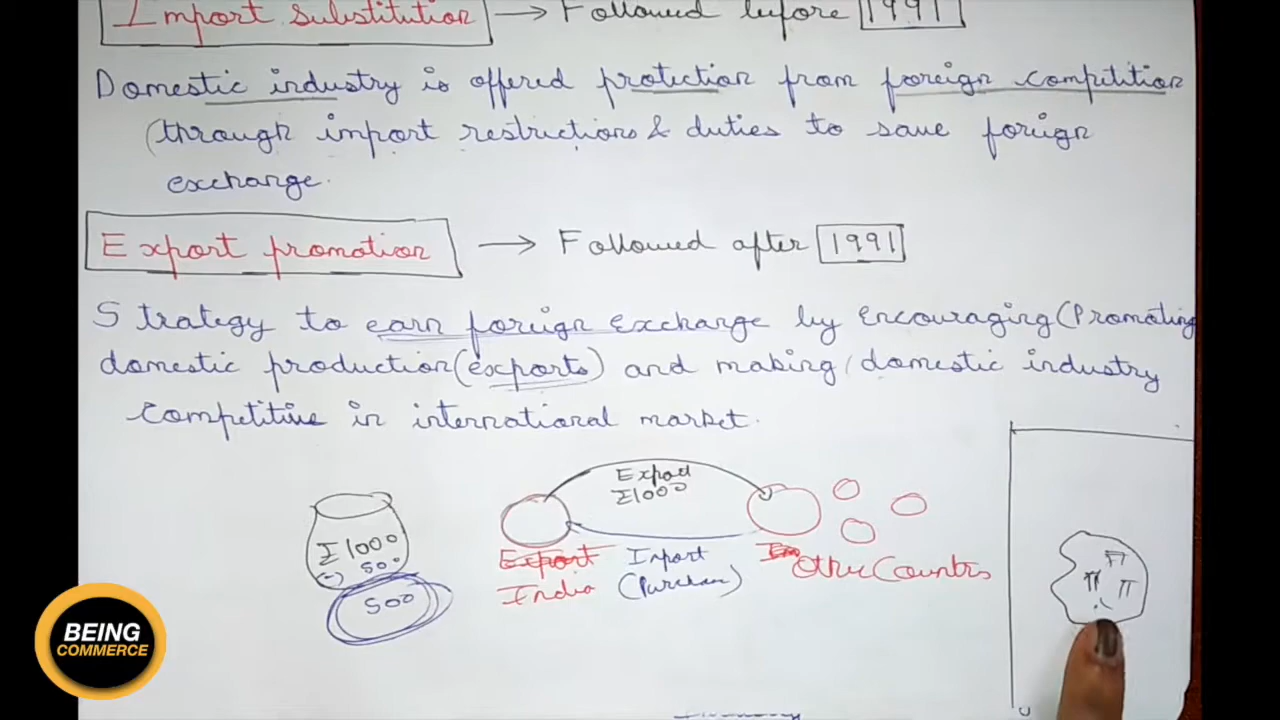 Import Substitution → Followed before 1991
Domestic industry is offered protection from foreign competition
(through import restrictions & duties to save foreign
exchange.
Export promotion → Followed after 1991
Strategy to earn foreign Exchange by Encouraging (Promoting
domestic production (exports) and making domestic industry
Competitive in international market.
Export
1000
1000
(-) 500
500
Export Import
India (Purchase)
Other Countris
BEING
COMMERCE